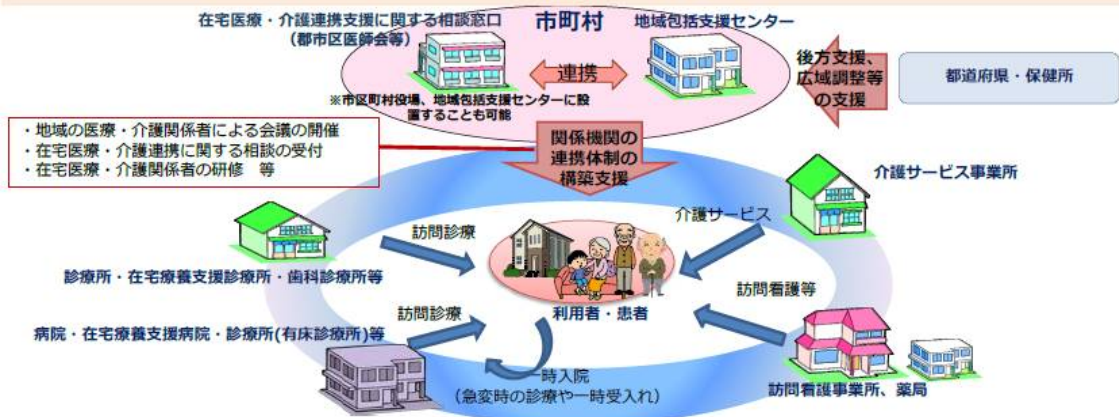 在宅医療・介護連携支援に関する相談窓口
（郡市区医師会等）
市町村
地域包括支援センター
連携
※市区町村役場、地域包括支援センターに設
置することも可能
後方支援、
広域調整等
の支援
都道府県・保健所
・地域の医療・介護関係者による会議の開催
・在宅医療・介護連携に関する相談の受付
・在宅医療・介護関係者の研修　等
関係機関の
連携体制の
構築支援
介護サービス事業所
訪問診療
介護サービス
診療所・在宅療養支援診療所・歯科診療所等
利用者・患者
訪問看護等
病院・在宅療養支援病院・診療所(有床診療所)等
訪問診療
一時入院
（急変時の診療や一時受入れ）
訪問看護事業所、薬局